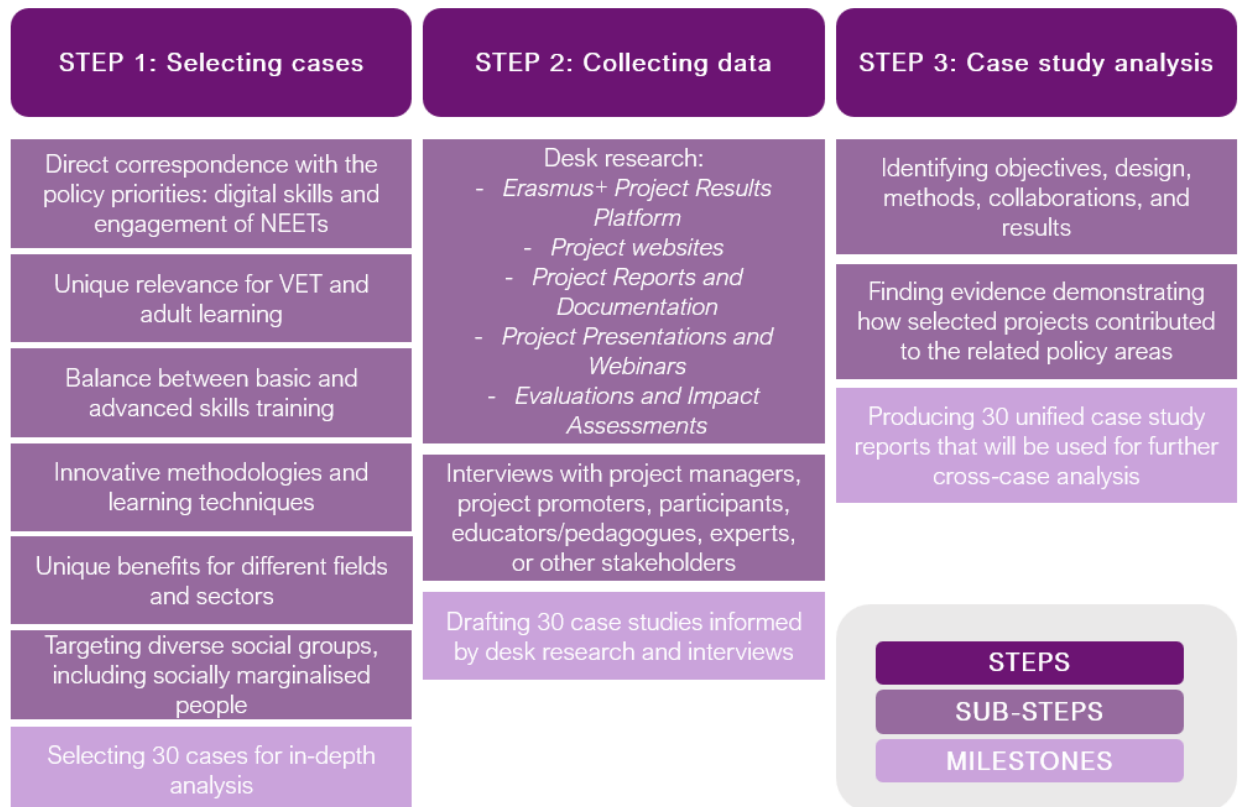 STEP 1: Selecting cases
Direct correspondence with the
policy priorities: digital skills and
engagement of NEETs
Unique relevance for VET and
adult learning
Balance between basic and
advanced skills training
Innovative methodologies and
learning techniques
Unique benefits for different fields
and sectors
Targeting diverse social groups,
including socially marginalised
people
Selecting 30 cases for in-depth
analysis
STEP 2: Collecting data
Desk research:
- Erasmus+ Project Results
Platform
- Project websites
- Project Reports and
Documentation
- Project Presentations and
Webinars
- Evaluations and Impact
Assessments
Interviews with project managers,
project promoters, participants,
educators/pedagogues, experts,
or other stakeholders
Drafting 30 case studies informed
by desk research and interviews
STEP 3: Case study analysis
Identifying objectives, design,
methods, collaborations, and
results
Finding evidence demonstrating
how selected projects contributed
to the related policy areas
Producing 30 unified case study
reports that will be used for further
cross-case analysis
STEPS
SUB-STEPS
MILESTONES